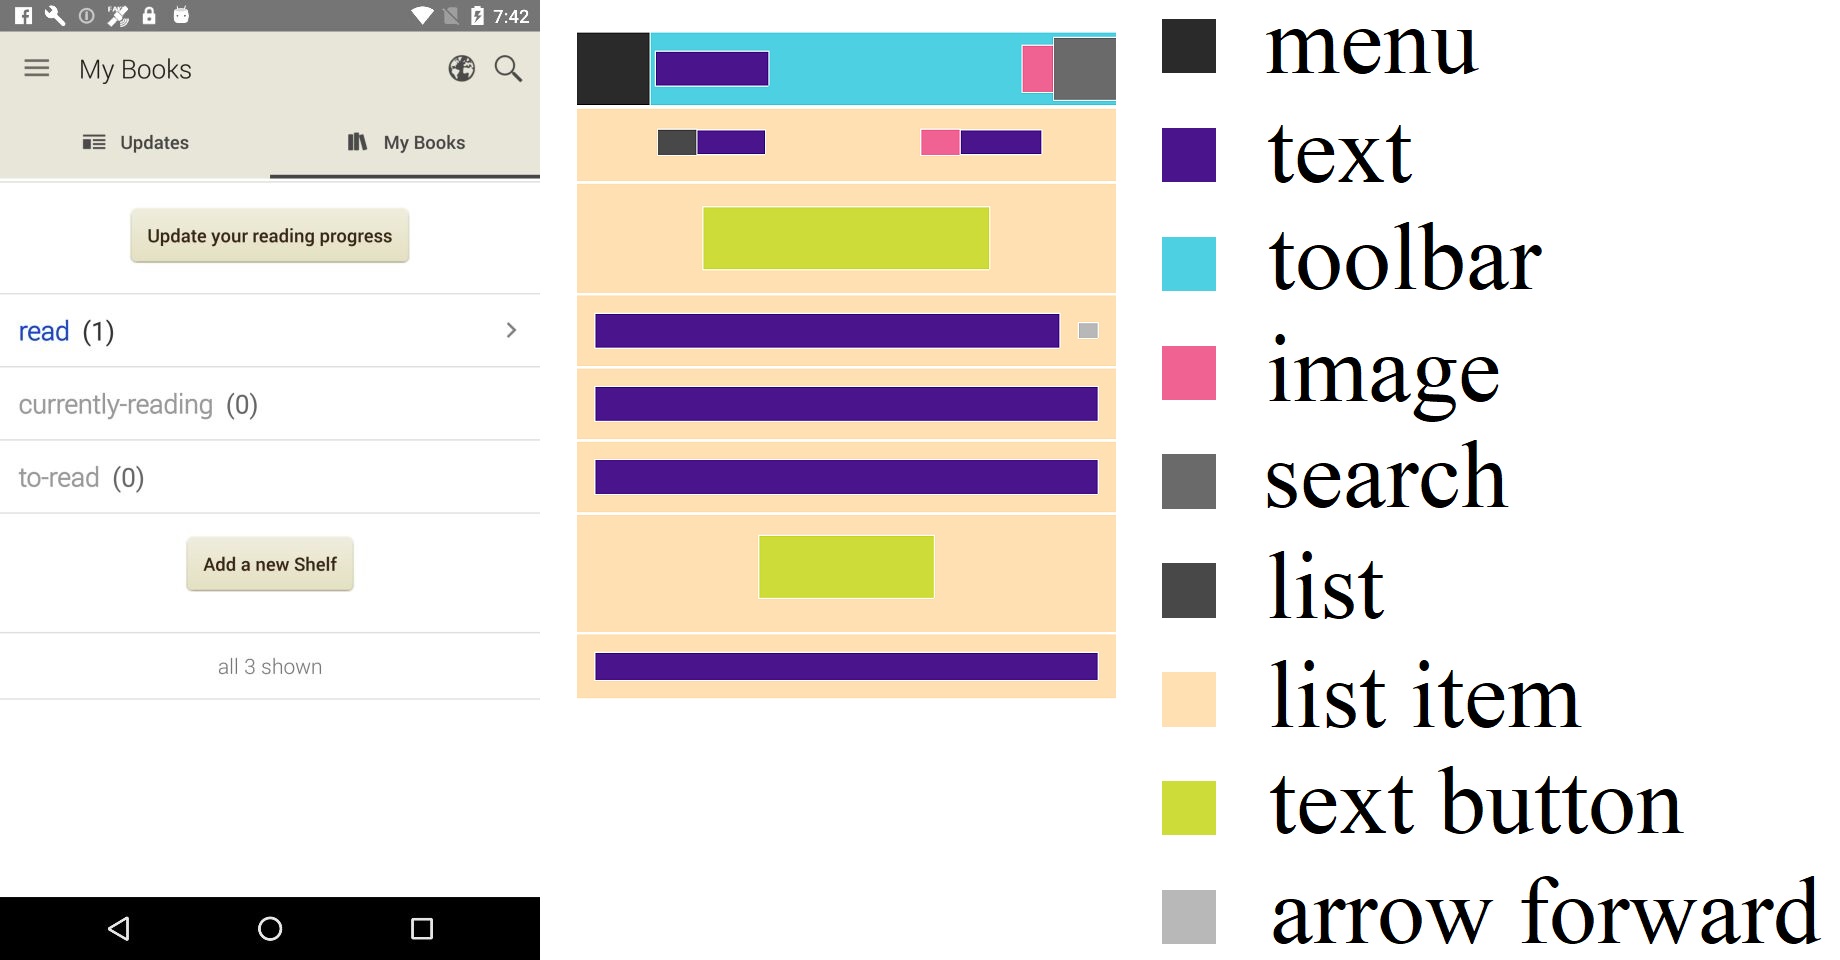 7:42
My Books
Updates
My Books
Update your reading progress
read (1)
currently-reading (0)
to-read (0)
Add a new Shelf
all 3 shown
menu
text
toolbar
image
search
list
list item
text button
arrow forward